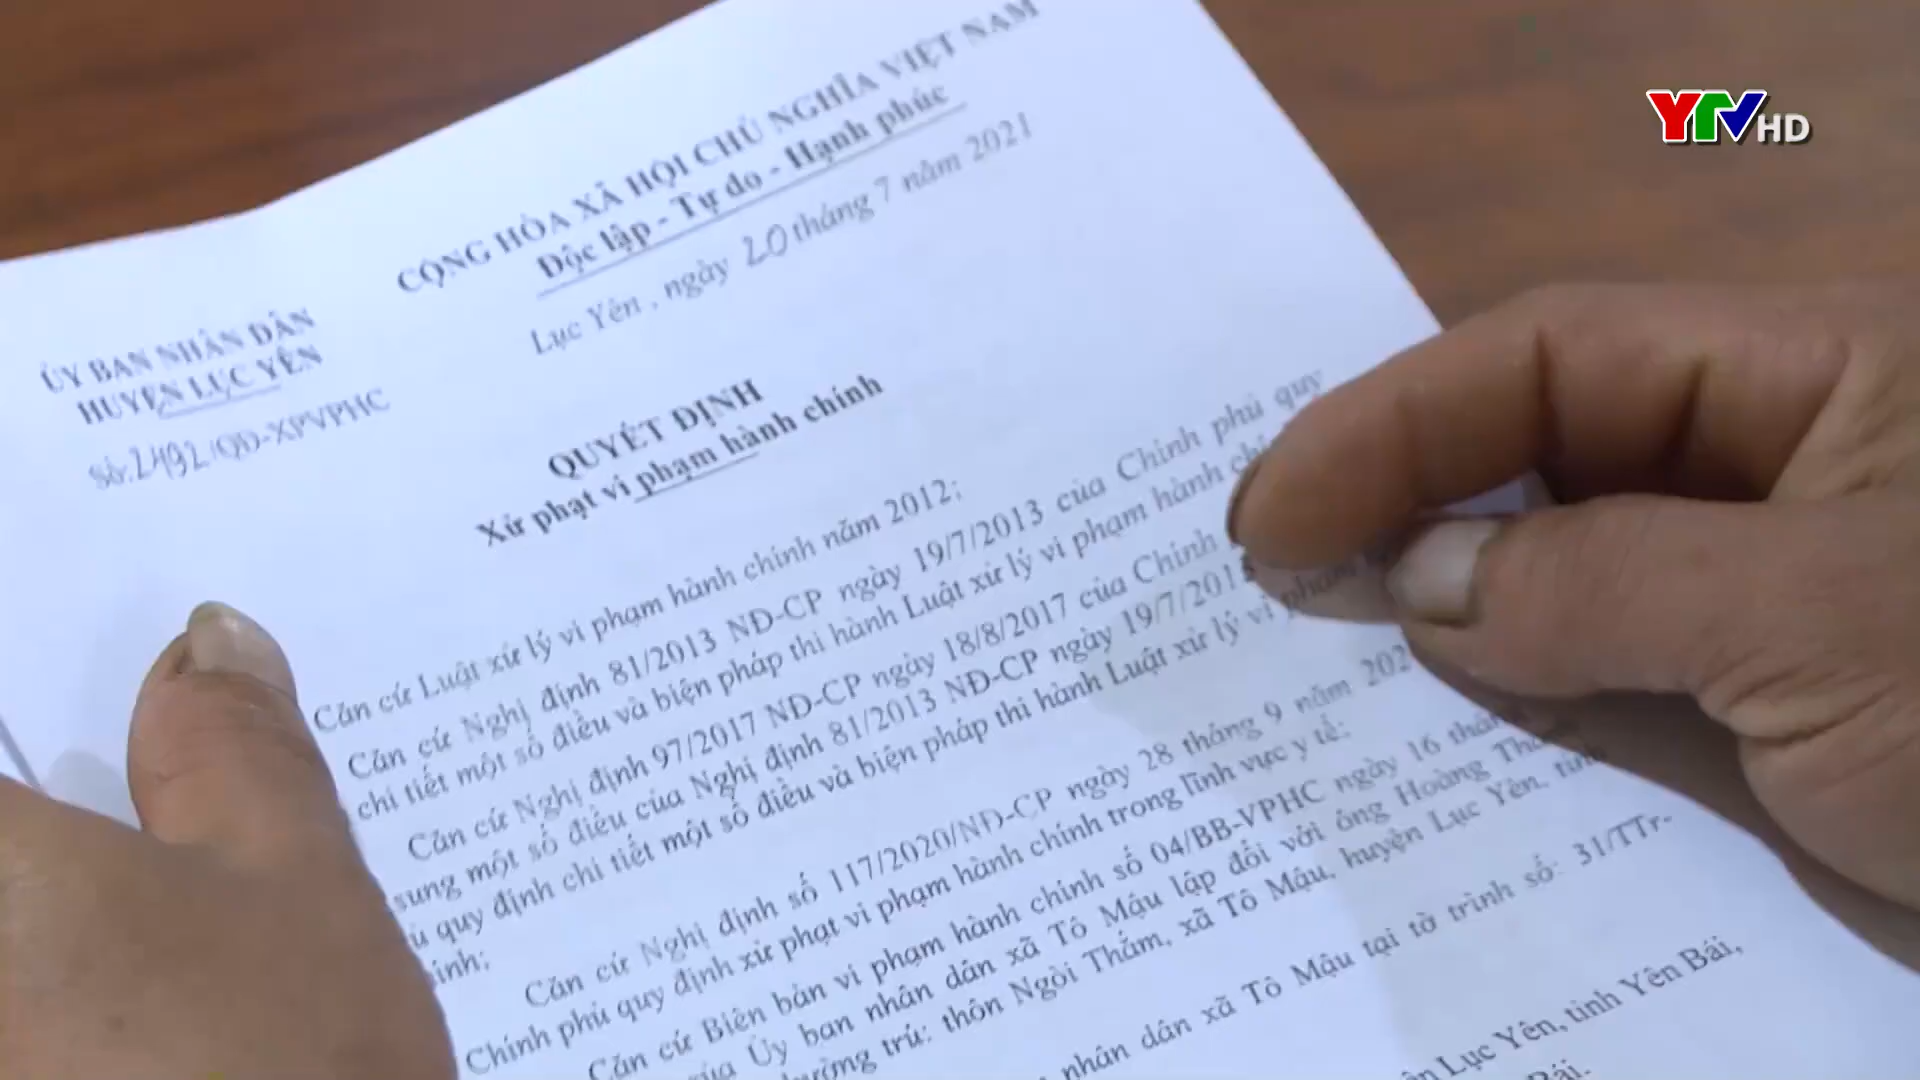 YTV HD
CỘNG HÒA XÃ HỘI CHỦ NGHĨA VIỆT NAM
Độc lập - Tự do - Hạnh phúc
Lục Yên , ngày 20 tháng 7 năm 2021
ỦY BAN NHÂN DÂN
HUYỆN LỤC YÊN
Số: 2492/QĐ-XPVPHC
QUYẾT ĐỊNH
Xử phạt vi phạm hành chính
Căn cứ Luật xử lý vi phạm hành chính năm 2012;
Căn cứ Nghị định 81/2013 NĐ-CP ngày 19/7/2013 của Chính phủ quy
chi tiết một số điều và biện pháp thi hành Luật xử lý vi phạm hành
Căn cứ Nghị định 97/2017 NĐ-CP ngày 18/8/2017 của Chính
sung một số điều của Nghị định 81/2013 NĐ-CP ngày 19/7/2013
quy định chi tiết một số điều và biện pháp thi hành Luật xử lý vi phạm
Căn cứ Nghị định số 117/2020/NĐ-CP ngày 28 tháng 9 năm
Chính phủ quy định xử phạt vi phạm hành chính trong lĩnh vực y tế;
Căn cứ Biên bản vi phạm hành chính số 04/BB-VPHC ngày 16
của Ủy ban nhân dân xã Tô Mậu lập đối với ông Hoàng
trú: thôn Ngòi Thắm, xã Tô Mậu, huyện Lục Yên, tỉnh
nhân dân xã Tô Mậu tại tờ trình số: 31/TTr-
Lục Yên, tỉnh Yên Bái,
Bái.